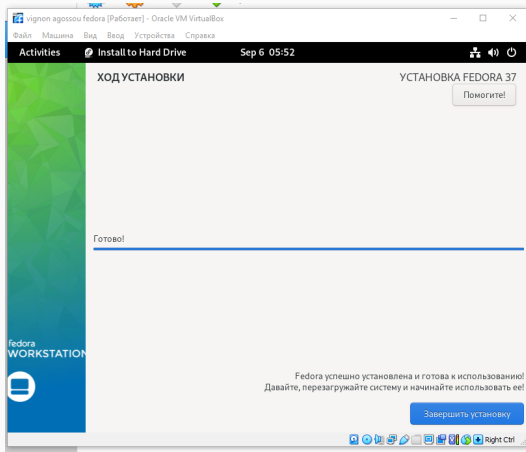 vignon agossou fedora [Работает] - Oracle VM VirtualBox
Файл Машина Вид Ввод Устройства Справка
Activities Install to Hard Drive Sep 6 05:52
ХОД УСТАНОВКИ УСТАНОВКА FEDORA 37
Помогите!
Готово!
fedora
WORKSTATION
Fedora успешно установлена и готова к использованию!
Давайте, перезагружайте систему и начинайте использовать ее!
Завершить установку
Right Ctrl